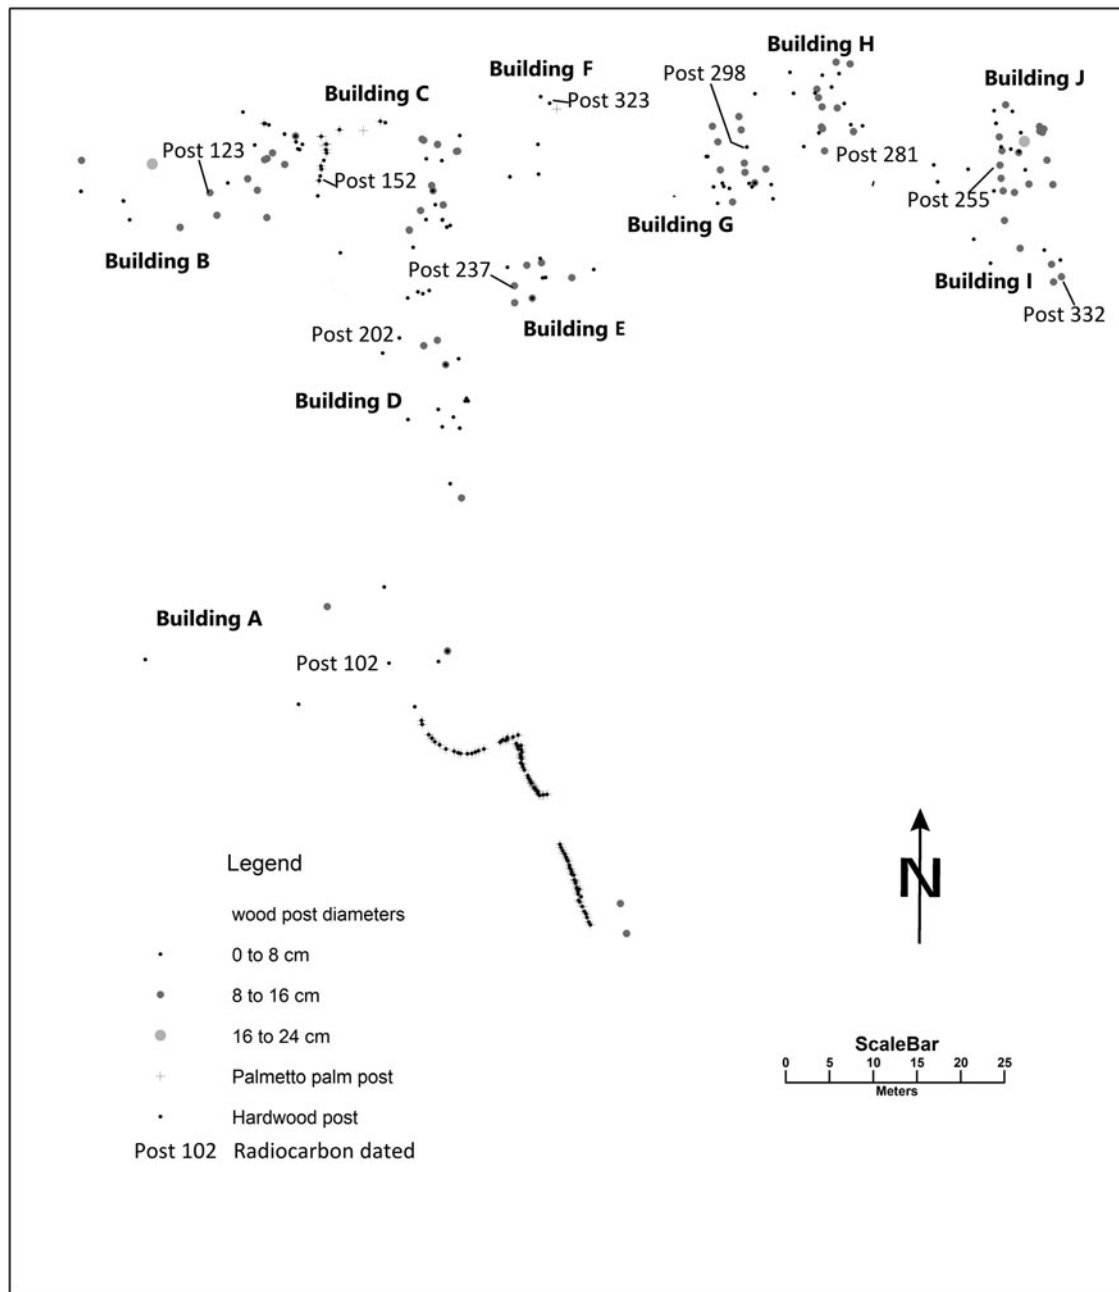 Building H
Building F
Post 298
Building J
Building C
Post 323
Post 123
Post 281
Post 152
Post 255
Building G
Building B
Post 237
Building I
Post 332
Building E
Post 202
Building D
Building A
Post 102
Legend
wood post diameters
0 to 8 cm
8 to 16 cm
16 to 24 cm
Palmetto palm post
Hardwood post
Post 102 Radiocarbon dated
N
ScaleBar
0 5 10 15 20 25
Meters